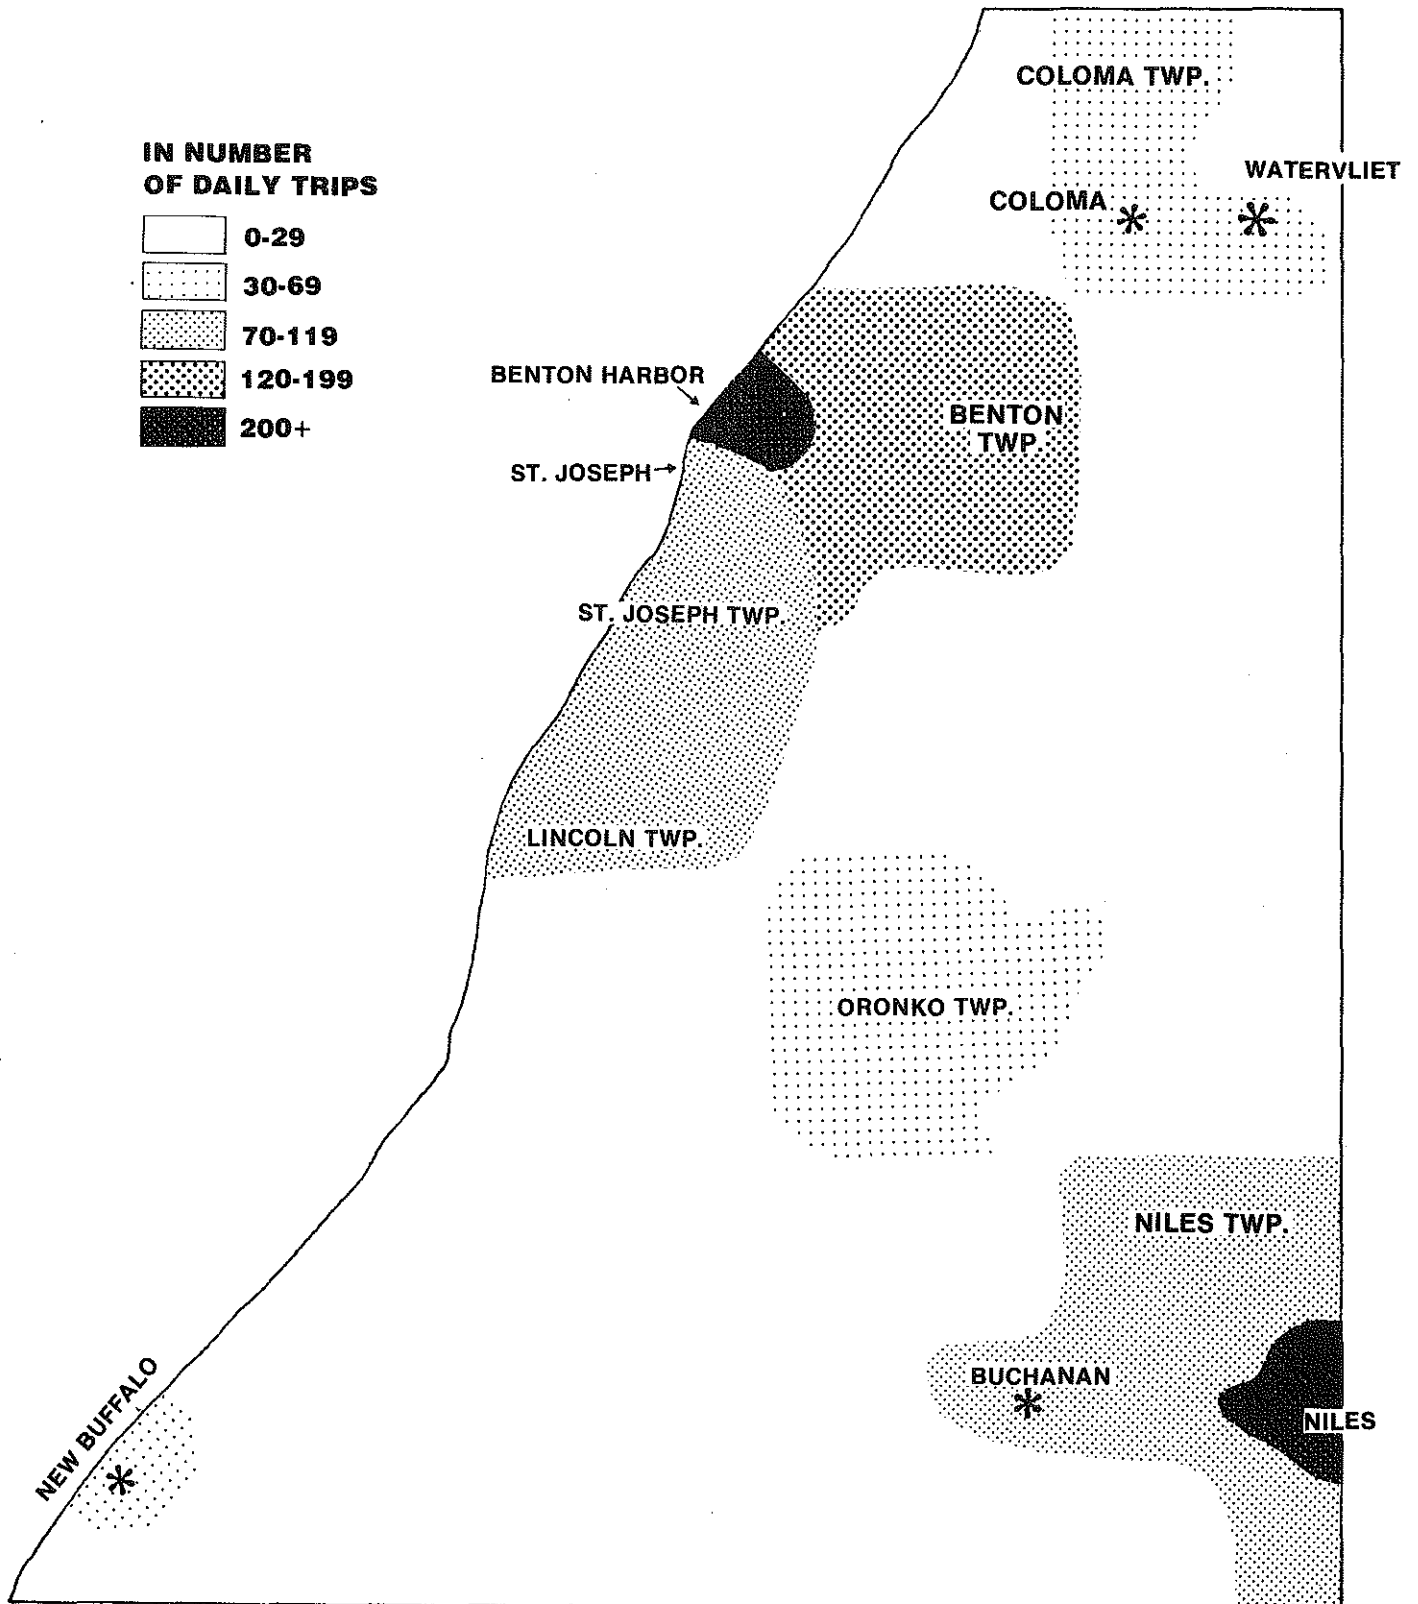 COLOMA TWP.
IN NUMBER
OF DAILY TRIPS
0-29
30-69
70-119
120-199
200+
WATERVLIET
COLOMA
BENTON HARBOR
BENTON
TWP.
ST. JOSEPH
ST. JOSEPH TWP.
LINCOLN TWP.
ORONKO TWP.
NILES TWP.
BUCHANAN
NILES
NEW BUFFALO